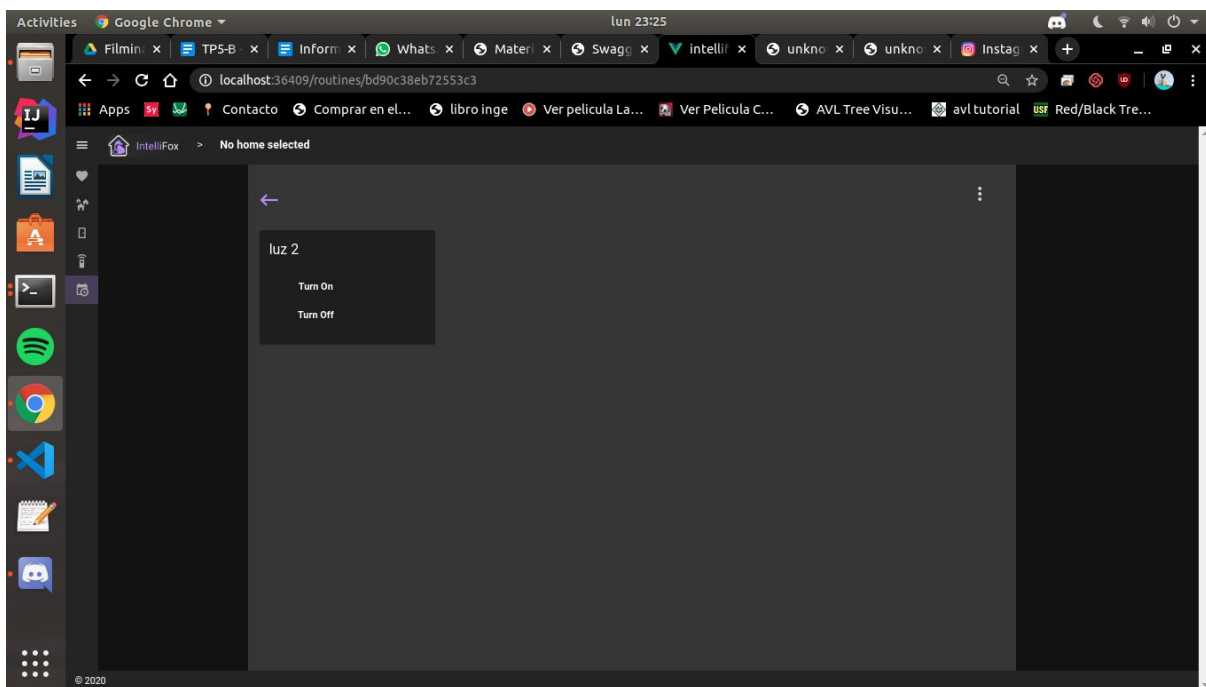 Activities Google Chrome lun 23:25
Filmin TP5-B - Inform Whats Materi Swagg intellif unkno unkno Instag
localhost:36409/routines/bd90c38eb72553c3
Apps Sy Contacto Comprar en el... libro inge Ver pelicula La... Ver Pelicula C... AVL Tree Visu... avl tutorial USF Red/Black Tre...
IntelliFox > No home selected
luz 2
Turn On
Turn Off
© 2020